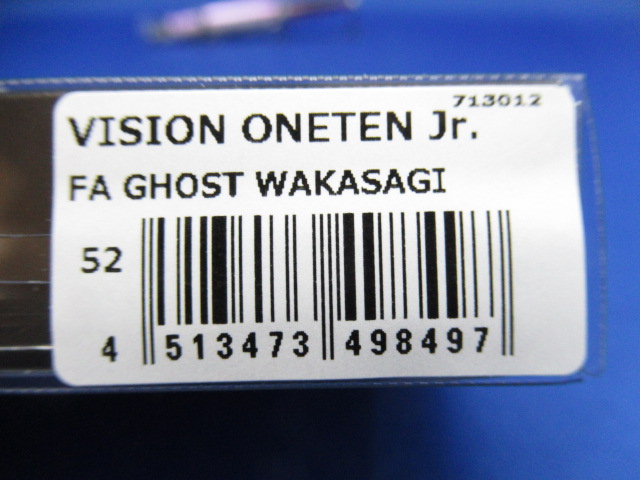 713012
VISION ONETEN Jr.
FA GHOST WAKASAGI
52
4 513473 498497